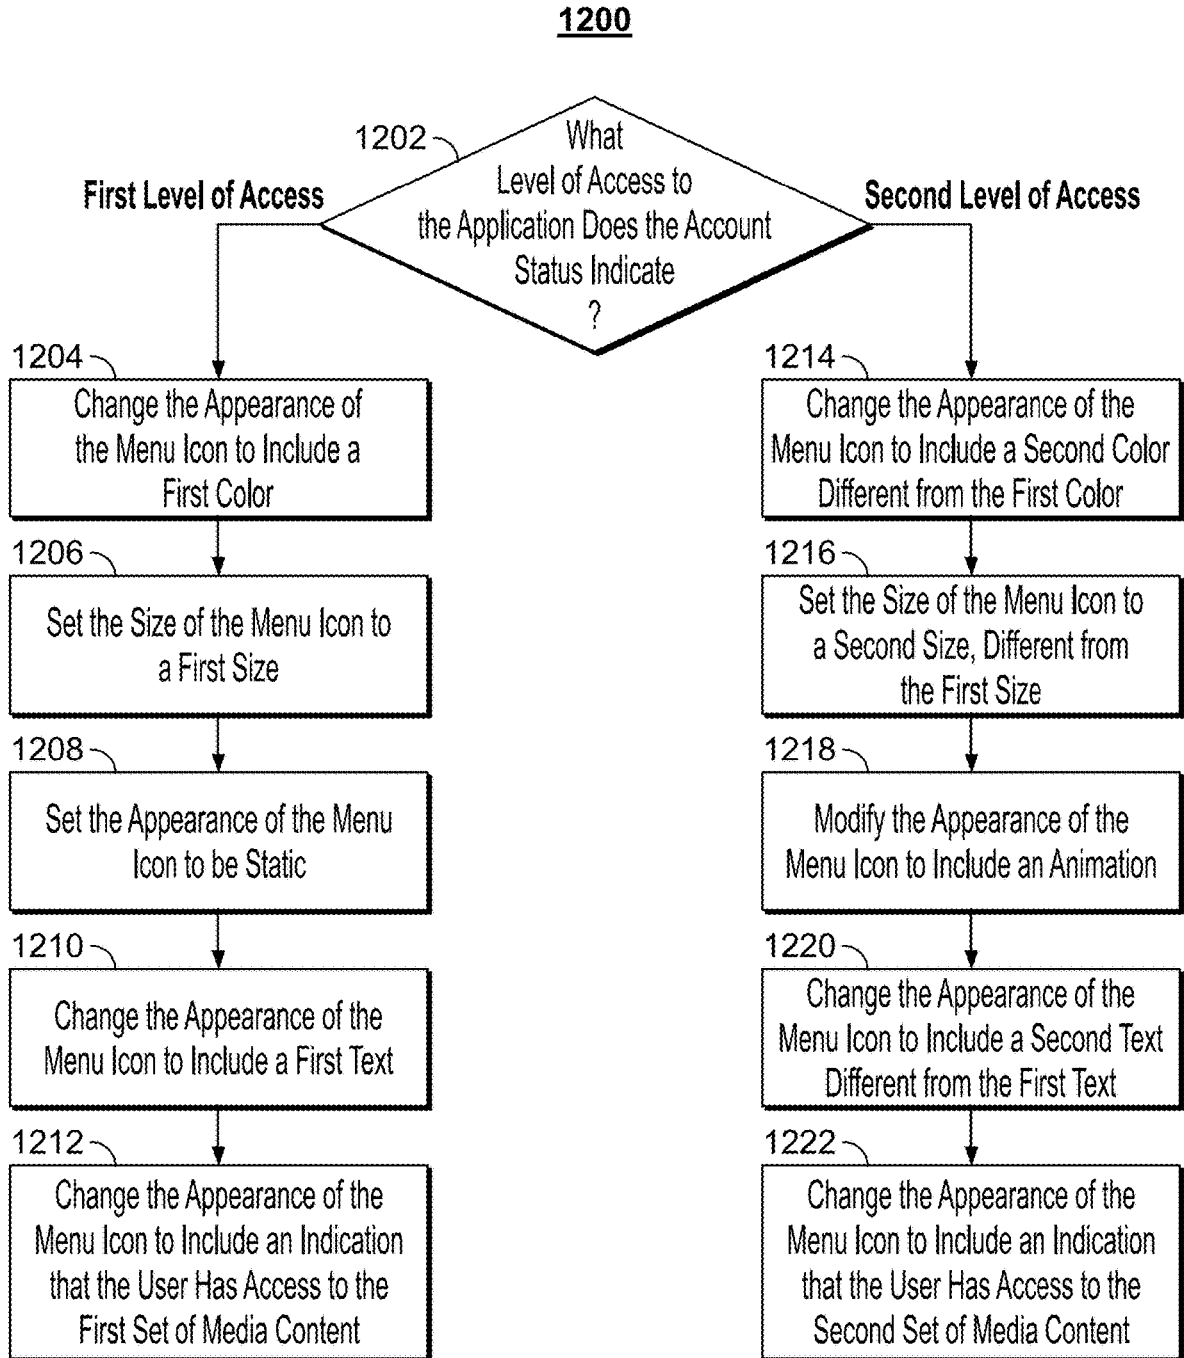 1200
1202
What
Level of Access to
the Application Does the Account
Status Indicate
?
First Level of Access
Second Level of Access
1204
Change the Appearance of
the Menu Icon to Include a
First Color
1206
Set the Size of the Menu Icon to
a First Size
1208
Set the Appearance of the Menu
Icon to be Static
1210
Change the Appearance of the
Menu Icon to Include a First Text
1212
Change the Appearance of the
Menu Icon to Include an Indication
that the User Has Access to the
First Set of Media Content
1214
Change the Appearance of the
Menu Icon to Include a Second Color
Different from the First Color
1216
Set the Size of the Menu Icon to
a Second Size, Different from
the First Size
1218
Modify the Appearance of the
Menu Icon to Include an Animation
1220
Change the Appearance of the
Menu Icon to Include a Second Text
Different from the First Text
1222
Change the Appearance of the
Menu Icon to Include an Indication
that the User Has Access to the
Second Set of Media Content